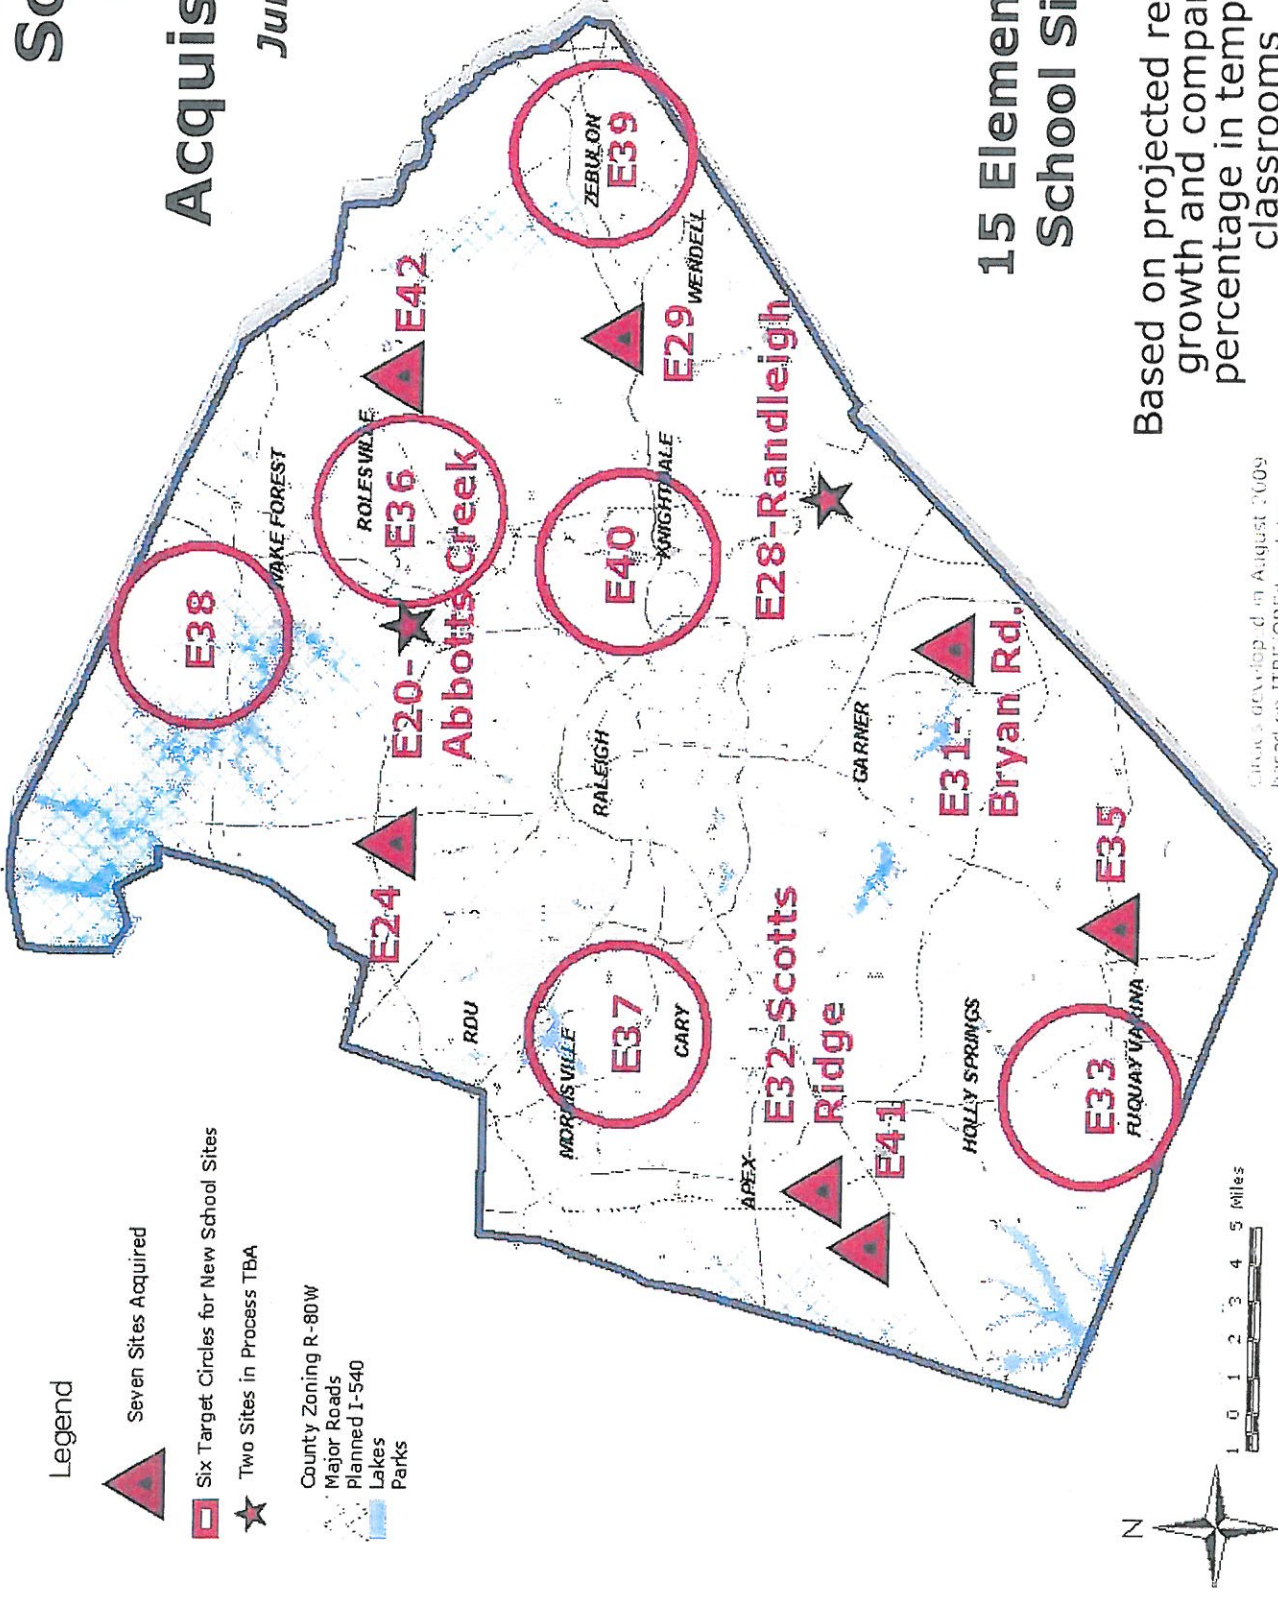 So
Acquis
Jun
Legend
Seven Sites Acquired
Six Target Circles for New School Sites
Two Sites in Process TBA
County Zoning R-80W
Major Roads
Planned I-540
Lakes
Parks
E38
WAKE FOREST
ROLESVILLE
E36
E42
E20-
Abbotts Creek
E24
ZEBULON
E39
WENDELL
E29
E40
KNIGHTDALE
RALEIGH
RDU
E37
MORRISVILLE
CARY
E28-Randleigh
E32-Scotts
Ridge
APEX
E41
GARNER
E31-
Bryan Rd.
HOLLY SPRINGS
E35
E33
FUQUAY VARINA
15 Elemen
School Si
Based on projected re
growth and compar
percentage in temp
classrooms
N
1 0 1 2 3 4 5 Miles